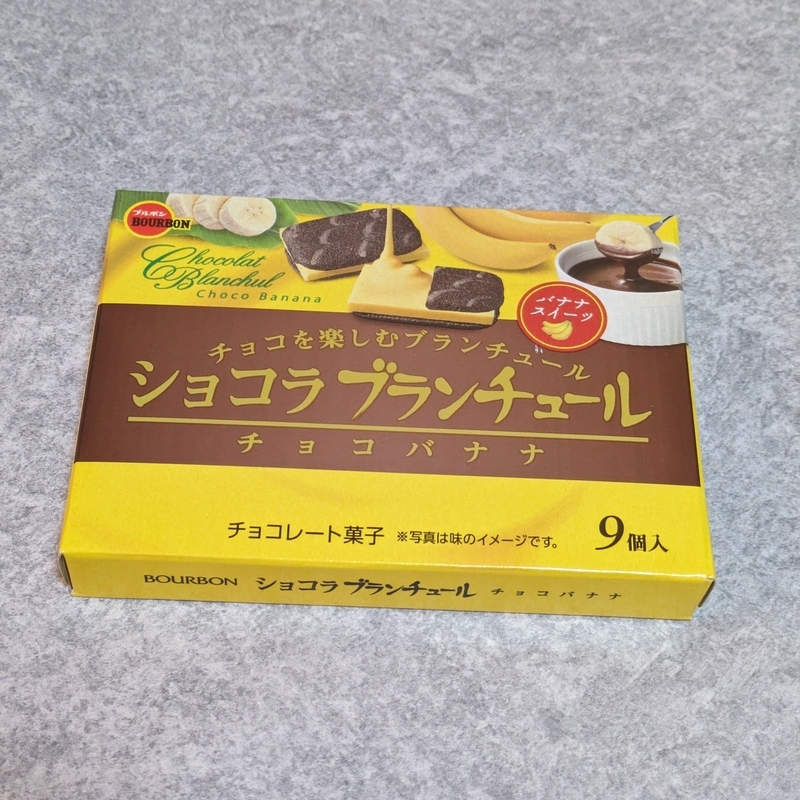 ブルボン
BOURBON
Chocolat
Blanchul
Choco Banana
バナナ
スイーツ
チョコを楽しむブランチュール
ショコラ ブランチュール
チョコバナナ
チョコレート菓子 ※写真は味のイメージです。 9個入
BOURBON ショコラ ブランチュール チョコバナナ